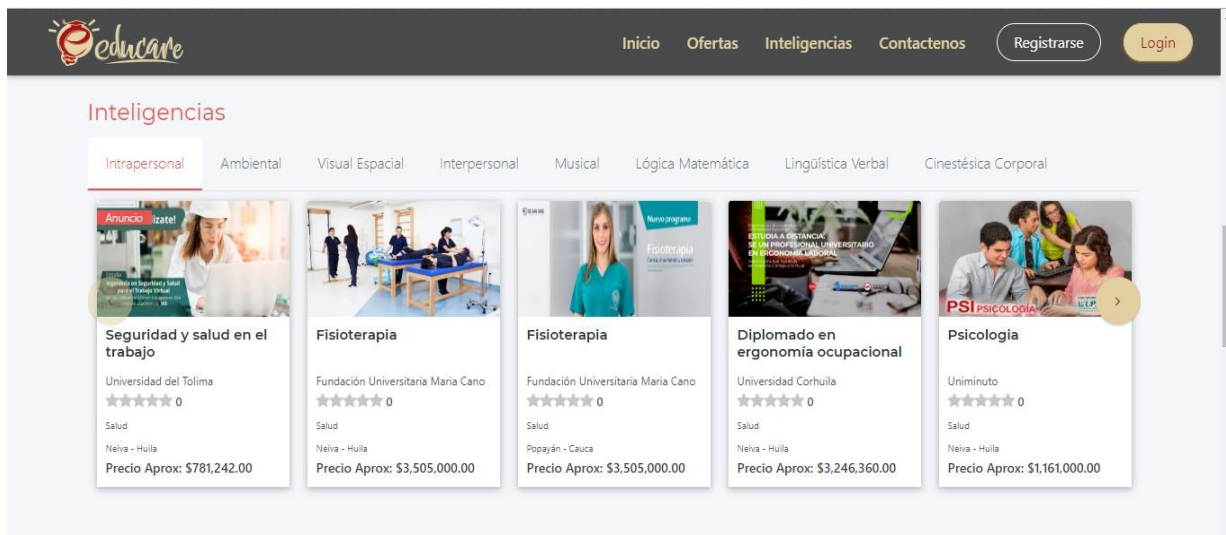 educare
Inicio Ofertas Inteligencias Contactenos Registrarse Login
Inteligencias
Intrapersonal Ambiental Visual Espacial Interpersonal Musical Lógica Matemática Lingüística Verbal Cinestésica Corporal
Anuncio izate!
Nuevo programa
Fisioterapia
ESTUDIA A DISTANCIA.
SE UN PROFESIONAL UNIVERSITARIO
EN ERGONOMÍA LABORAL
PSI PSICOLOGÍA
Seguridad y salud en el
trabajo
Universidad del Tolima
0
Salud
Neiva - Huila
Precio Aprox: $781,242.00
Fisioterapia
Fundación Universitaria Maria Cano
0
Salud
Neiva - Huila
Precio Aprox: $3,505,000.00
Fisioterapia
Fundación Universitaria Maria Cano
0
Salud
Popayán - Cauca
Precio Aprox: $3,505,000.00
Diplomado en
ergonomía ocupacional
Universidad Corhuila
0
Salud
Neiva - Huila
Precio Aprox: $3,246,360.00
Psicologia
Uniminuto
0
Salud
Neiva - Huila
Precio Aprox: $1,161,000.00